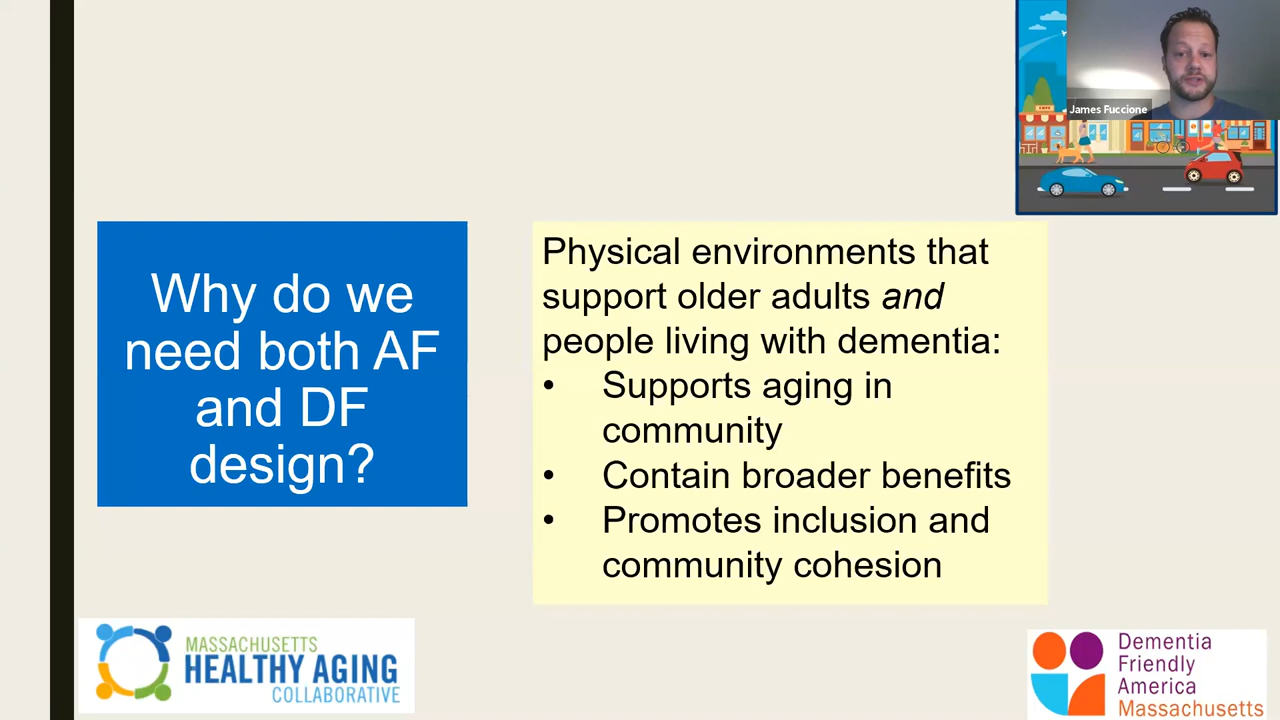 James Fuccione
CAFE
Why do we
need both AF
and DF
design?
Physical environments that
support older adults and
people living with dementia:
• Supports aging in
community
• Contain broader benefits
• Promotes inclusion and
community cohesion
MASSACHUSETTS
HEALTHY AGING
COLLABORATIVE
Dementia
Friendly
America
Massachusetts